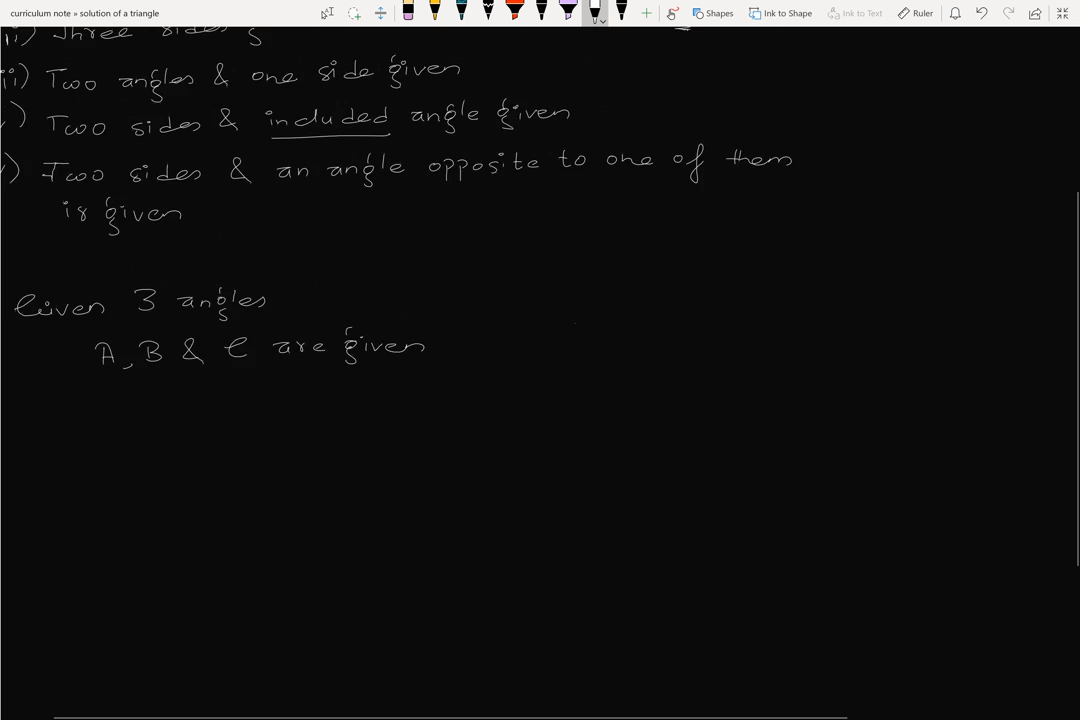 curriculum note » solution of a triangle
Shapes
Ink to Shape
Ink to Text
Ruler
ii) Three sides
iii) Two angles & one side given
) Two sides & included angle given
) Two sides & an angle opposite to one of them
is given
Given 3 angles
A, B & C are given